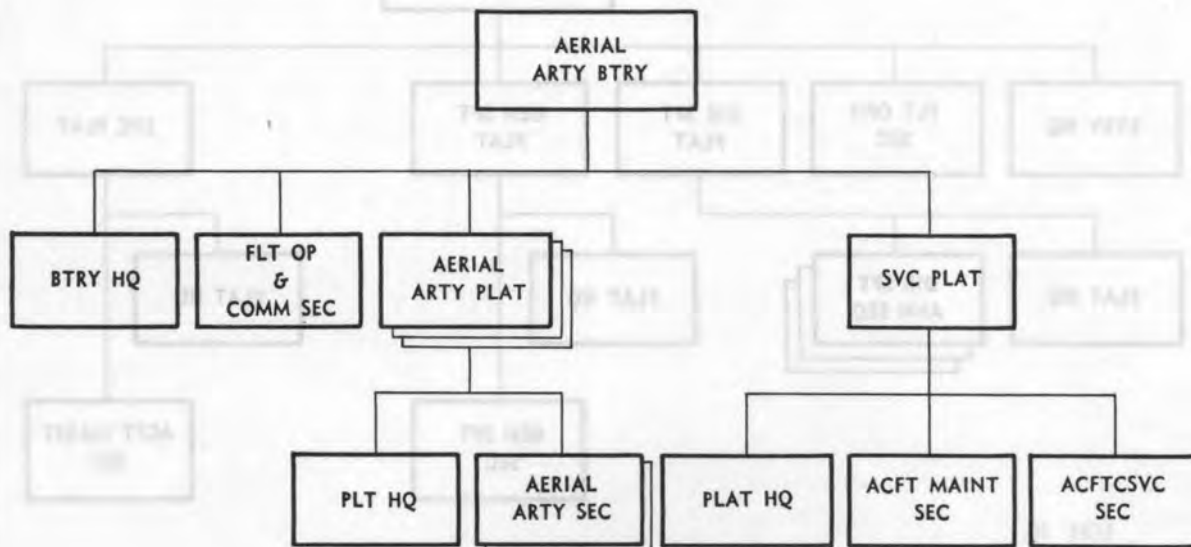 AERIAL
ARTY BTRY
BTRY HQ
FLT OP
&
COMM SEC
AERIAL
ARTY PLAT
SVC PLAT
PLT HQ
AERIAL
ARTY SEC
PLAT HQ
ACFT MAINT
SEC
ACFTCSVC
SEC